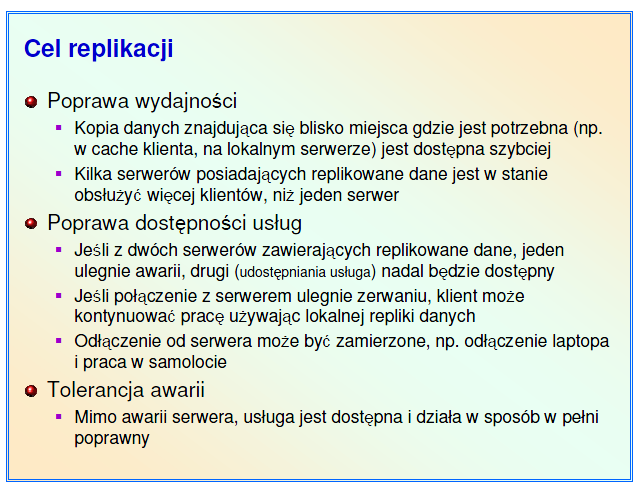 Cel replikacji
Poprawa wydajności
Kopia danych znajdująca się blisko miejsca gdzie jest potrzebna (np.
w cache klienta, na lokalnym serwerze) jest dostępna szybciej
Kilka serwerów posiadających replikowane dane jest w stanie
obsłużyć więcej klientów, niż jeden serwer
Poprawa dostępności usług
Jeśli z dwóch serwerów zawierających replikowane dane, jeden
ulegnie awarii, drugi (udostępniania usługa) nadal będzie dostępny
Jeśli połączenie z serwerem ulegnie zerwaniu, klient może
kontynuować pracę używając lokalnej repliki danych
Odłączenie od serwera może być zamierzone, np. odłączenie laptopa
i praca w samolocie
Tolerancja awarii
Mimo awarii serwera, usługa jest dostępna i działa w sposób w pełni
poprawny